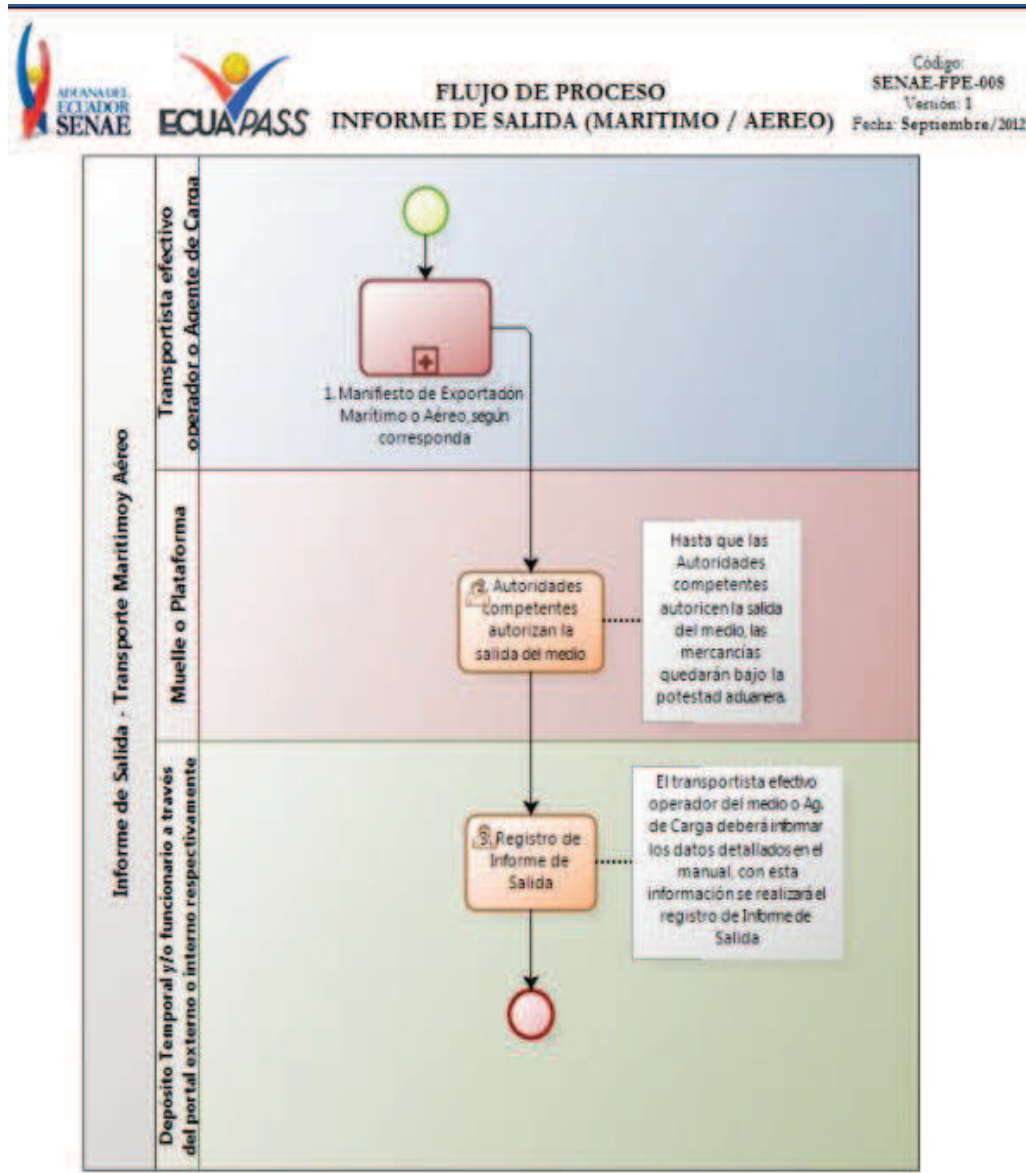 ADUANA DEL
ECUADOR
SENAE
ECUAPASS
FLUJO DE PROCESO
INFORME DE SALIDA (MARITIMO / AEREO)
Código:
SENAE-FPE-008
Versión: 1
Fecha: Septiembre/2012
Informe de Salida - Transporte Marítimoy Aéreo
Transportista efectivo
operador o Agente de Carga
1. Manifiesto de Exportación
Marítimo o Aéreo, según
corresponda
Muelle o Plataforma
2. Autoridades
competentes
autorizan la
salida del medio
Hasta que las
Autoridades
competentes
autoricen la salida
del medio, las
mercancías
quedarán bajo la
potestad aduanera.
Depósito Temporal y/o funcionario a través
del portal externo o interno respectivamente
3. Registro de
Informe de
Salida
El transportista efectivo
operador del medio o Ag.
de Carga deberá informar
los datos detallados en el
manual, con esta
información se realizará el
registro de Informe de
Salida